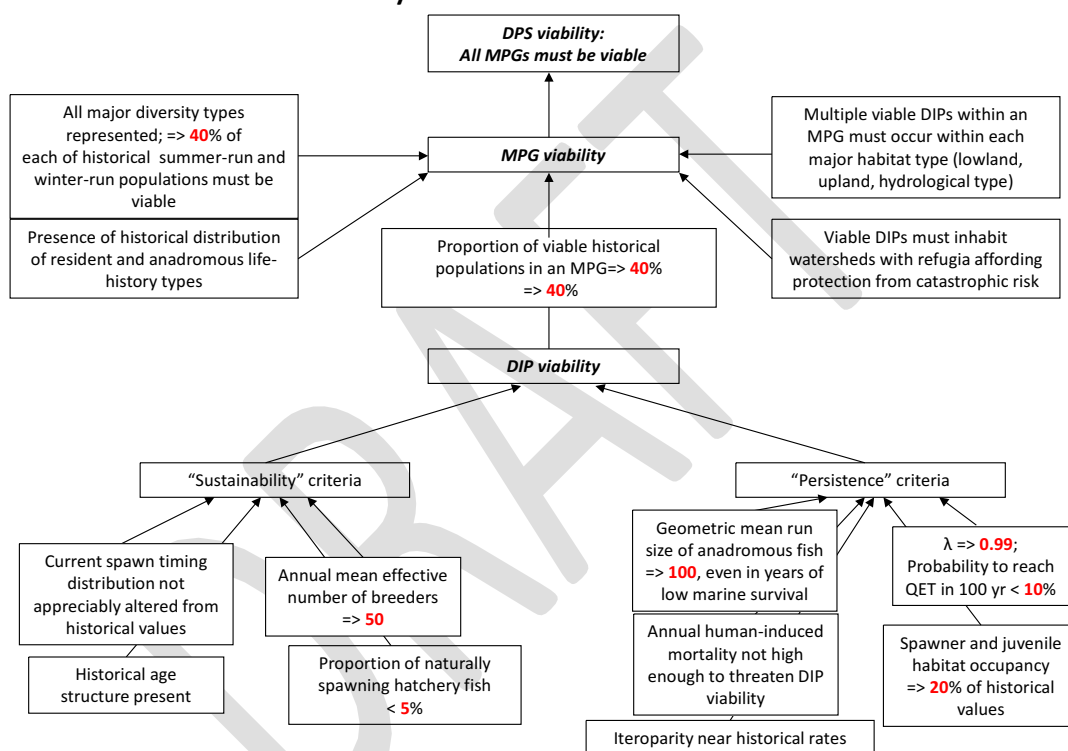 DPS viability:
All MPGs must be viable
All major diversity types
represented; => 40% of
each of historical summer-run and
winter-run populations must be
viable
MPG viability
Multiple viable DIPs within an
MPG must occur within each
major habitat type (lowland,
upland, hydrological type)
Presence of historical distribution
of resident and anadromous life-
history types
Proportion of viable historical
populations in an MPG=> 40%
=> 40%
Viable DIPs must inhabit
watersheds with refugia affording
protection from catastrophic risk
DIP viability
“Sustainability” criteria
“Persistence” criteria
Current spawn timing
distribution not
appreciably altered from
historical values
Annual mean effective
number of breeders
=> 50
Geometric mean run
size of anadromous fish
=> 100, even in years of
low marine survival
λ => 0.99;
Probability to reach
QET in 100 yr < 10%
Historical age
structure present
Proportion of naturally
spawning hatchery fish
< 5%
Annual human-induced
mortality not high
enough to threaten DIP
viability
Spawner and juvenile
habitat occupancy
=> 20% of historical
values
Iteroparity near historical rates
DRAFT